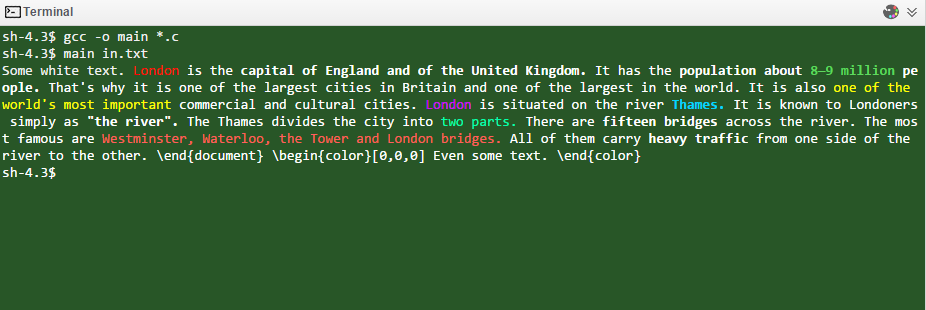 Terminal
sh-4.3$ gcc -o main *.c
sh-4.3$ main in.txt
Some white text. London is the capital of England and of the United Kingdom. It has the population about 8–9 million pe
ople. That's why it is one of the largest cities in Britain and one of the largest in the world. It is also one of the
world's most important commercial and cultural cities. London is situated on the river Thames. It is known to Londoners
 simply as "the river". The Thames divides the city into two parts. There are fifteen bridges across the river. The mos
t famous are Westminster, Waterloo, the Tower and London bridges. All of them carry heavy traffic from one side of the
river to the other. \end{document} \begin{color}[0,0,0] Even some text. \end{color}
sh-4.3$